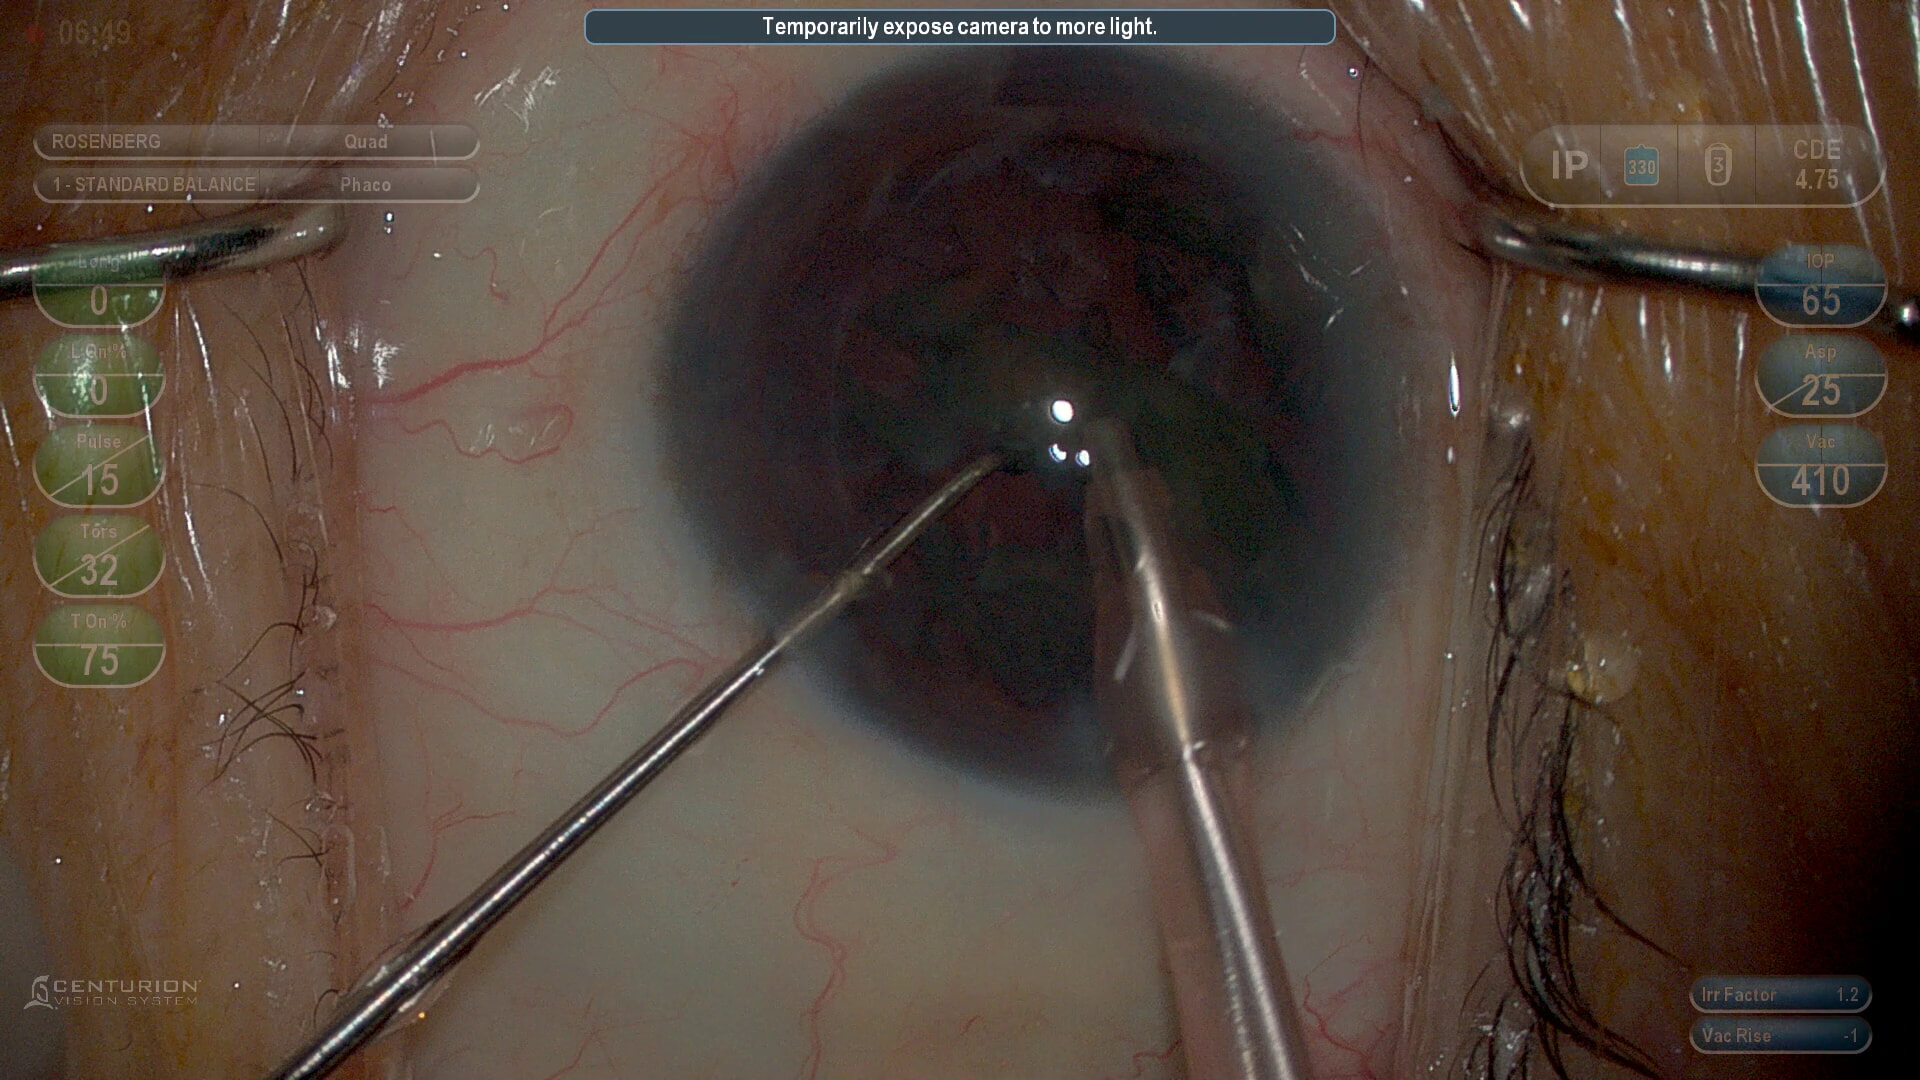 Temporarily expose camera to more light.
06:49
ROSENBERG Quad
1 - STANDARD BALANCE Phaco
IP 330 3 CDE 4.75
Long
0
L On %
0
Pulse
15
Tors
32
T On %
75
IOP
65
Asp
25
Vac
410
CENTURION
VISION SYSTEM
Irr Factor 1.2
Vac Rise -1